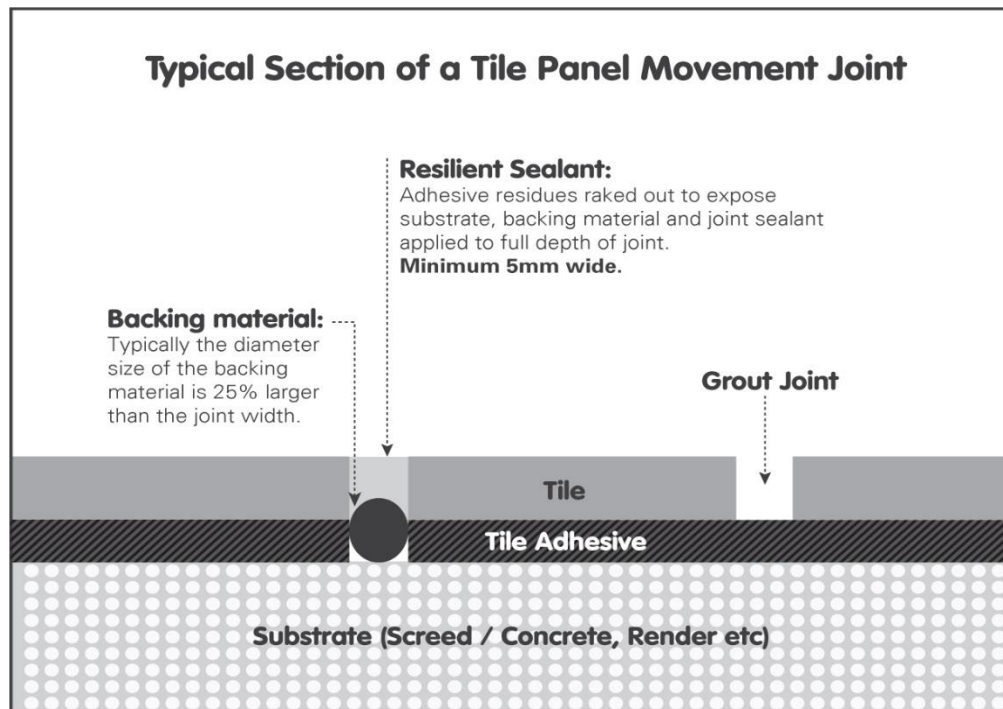 Typical Section of a Tile Panel Movement Joint
Resilient Sealant:
Adhesive residues raked out to expose
substrate, backing material and joint sealant
applied to full depth of joint.
Minimum 5mm wide.
Backing material:
Typically the diameter
size of the backing
material is 25% larger
than the joint width.
Grout Joint
Tile
Tile Adhesive
Substrate (Screed / Concrete, Render etc)